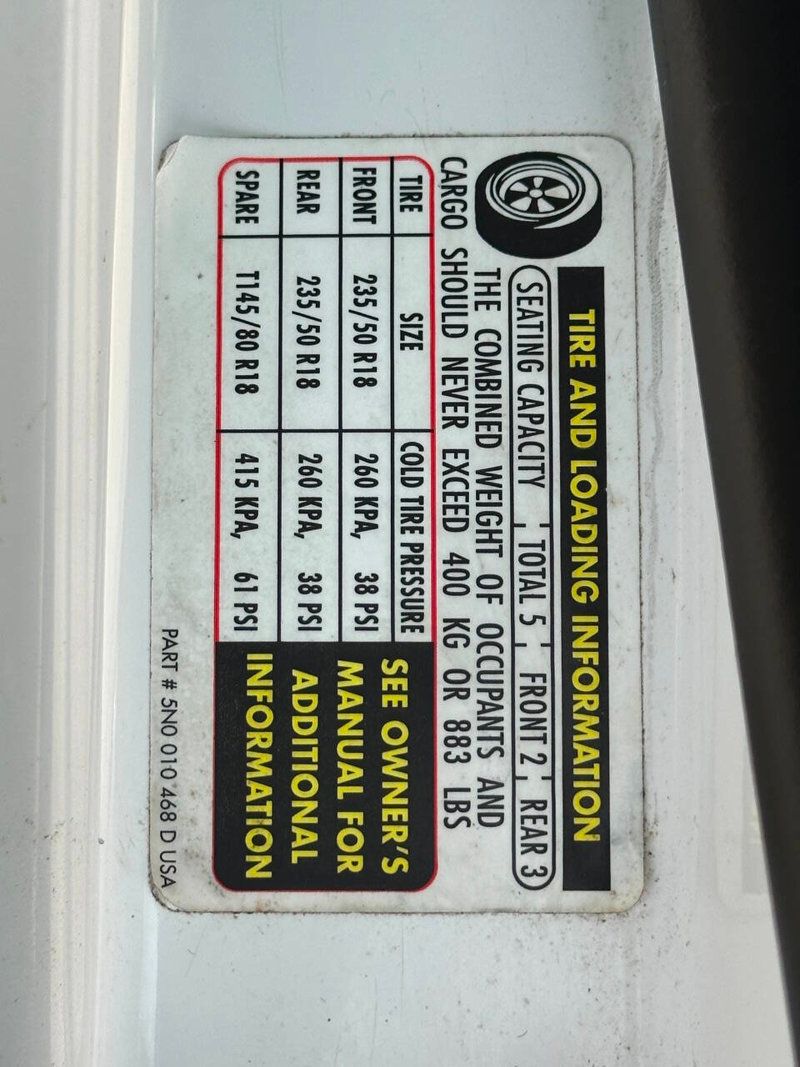 TIRE AND LOADING INFORMATION
SEATING CAPACITY TOTAL 5 FRONT 2 REAR 3
THE COMBINED WEIGHT OF OCCUPANTS AND
CARGO SHOULD NEVER EXCEED 400 KG OR 883 LBS
TIRE SIZE COLD TIRE PRESSURE
FRONT 235/50 R18 260 KPA, 38 PSI
REAR 235/50 R18 260 KPA, 38 PSI
SPARE T145/80 R18 415 KPA, 61 PSI
SEE OWNER'S
MANUAL FOR
ADDITIONAL
INFORMATION
PART # 5N0 010 468 D USA